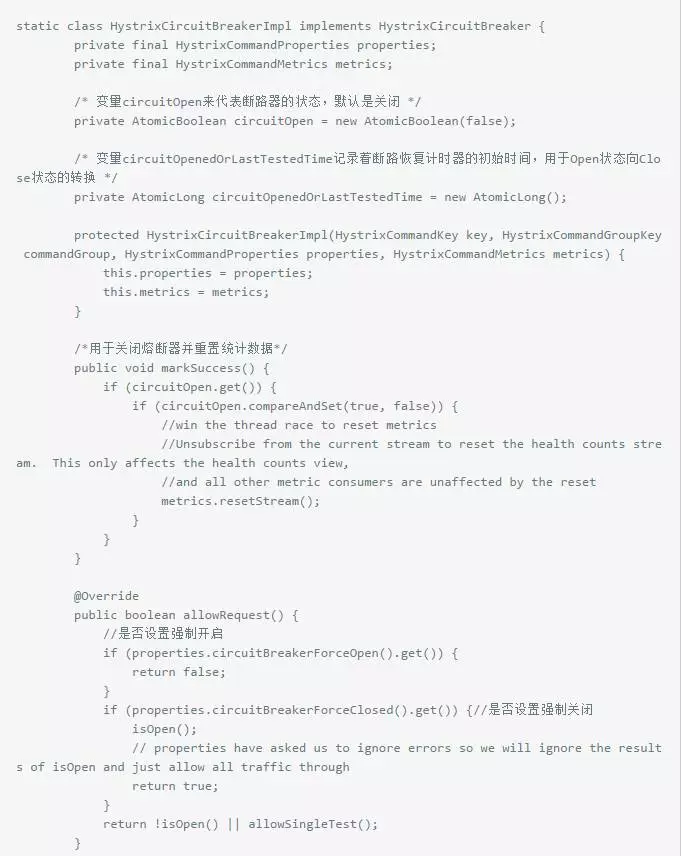 static class HystrixCircuitBreakerImpl implements HystrixCircuitBreaker {
        private final HystrixCommandProperties properties;
        private final HystrixCommandMetrics metrics;

        /* 变量circuitOpen来代表断路器的状态，默认是关闭 */
        private AtomicBoolean circuitOpen = new AtomicBoolean(false);

        /* 变量circuitOpenedOrLastTestedTime记录着断路恢复计时器的初始时间，用于Open状态向Clo
se状态的转换 */
        private AtomicLong circuitOpenedOrLastTestedTime = new AtomicLong();

        protected HystrixCircuitBreakerImpl(HystrixCommandKey key, HystrixCommandGroupKey
 commandGroup, HystrixCommandProperties properties, HystrixCommandMetrics metrics) {
            this.properties = properties;
            this.metrics = metrics;
        }

        /*用于关闭熔断器并重置统计数据*/
        public void markSuccess() {
            if (circuitOpen.get()) {
                if (circuitOpen.compareAndSet(true, false)) {
                    //win the thread race to reset metrics
                    //Unsubscribe from the current stream to reset the health counts stre
am.  This only affects the health counts view,
                    //and all other metric consumers are unaffected by the reset
                    metrics.resetStream();
                }
            }
        }

        @Override
        public boolean allowRequest() {
            //是否设置强制开启
            if (properties.circuitBreakerForceOpen().get()) {
                return false;
            }
            if (properties.circuitBreakerForceClosed().get()) {//是否设置强制关闭
                isOpen();
                // properties have asked us to ignore errors so we will ignore the result
s of isOpen and just allow all traffic through
                return true;
            }
            return !isOpen() || allowSingleTest();
        }